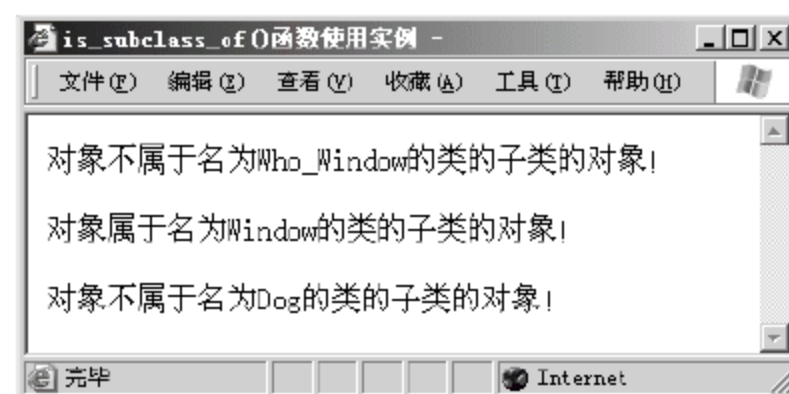 is_subclass_of()函数使用实例 -
文件(F) 编辑(E) 查看(V) 收藏(A) 工具(T) 帮助(H)
对象不属于名为Who_Window的类的子类的对象!
对象属于名为Window的类的子类的对象!
对象不属于名为Dog的类的子类的对象!
完毕 Internet